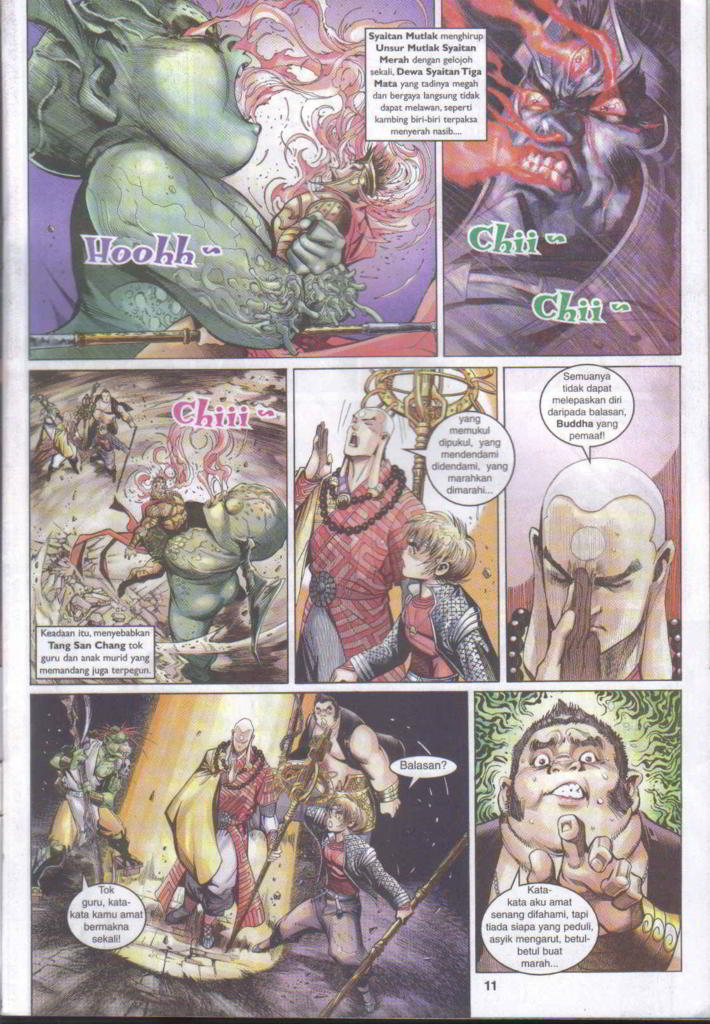 Syaitan Mutlak menghirup
Unsur Mutlak Syaitan
Merah dengan gelojoh
sekali, Dewa Syaitan Tiga
Mata yang tadinya megah
dan bergaya langsung tidak
dapat melawan, seperti
kambing biri-biri terpaksa
menyerah nasib....
Hoohh ~
Chii ~
Chii ~
Chiii ~
Keadaan itu, menyebabkan
Tang San Chang tok
guru dan anak murid yang
memandang juga terpegun.
yang
memukul
dipukul, yang
mendendami
didendami, yang
marahkan
dimarahi...
Semuanya
tidak dapat
melepaskan diri
daripada balasan,
Buddha yang
pemaaf!
Balasan?
Tok
guru, kata-
kata kamu amat
bermakna
sekali!
Kata-
kata aku amat
senang difahami, tapi
tiada siapa yang peduli,
asyik mengarut, betul-
betul buat
marah...
11